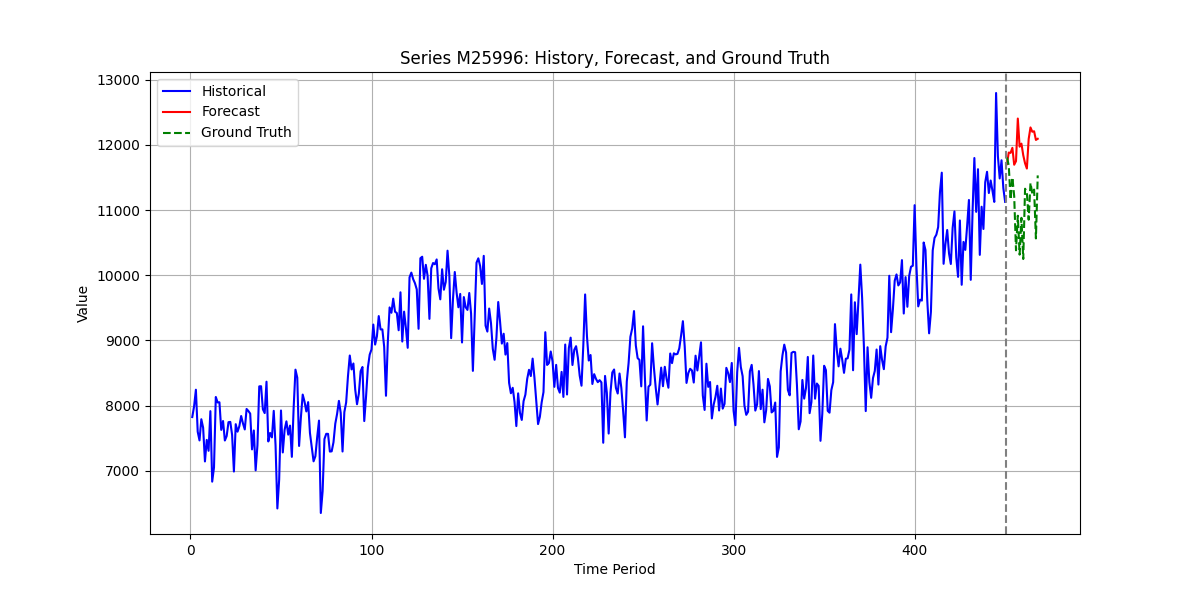 Series M25996: History, Forecast, and Ground Truth
Historical
Forecast
Ground Truth
13000
12000
11000
10000
9000
8000
7000
Value
0 100 200 300 400
Time Period